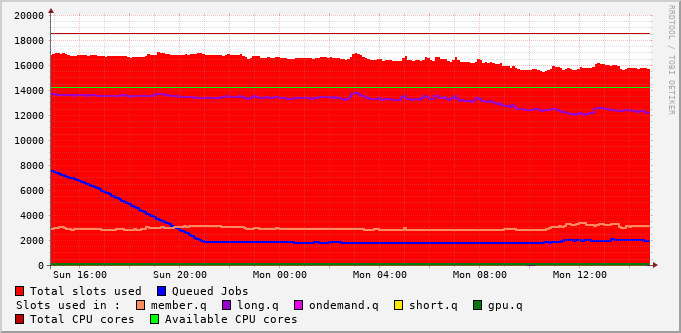 20000
18000
16000
14000
12000
10000
8000
6000
4000
2000
0
Sun 16:00 Sun 20:00 Mon 00:00 Mon 04:00 Mon 08:00 Mon 12:00
Total slots used Queued Jobs
Slots used in : member.q long.q ondemand.q short.q gpu.q
Total CPU cores Available CPU cores
RRDTOOL / TOBI OETIKER